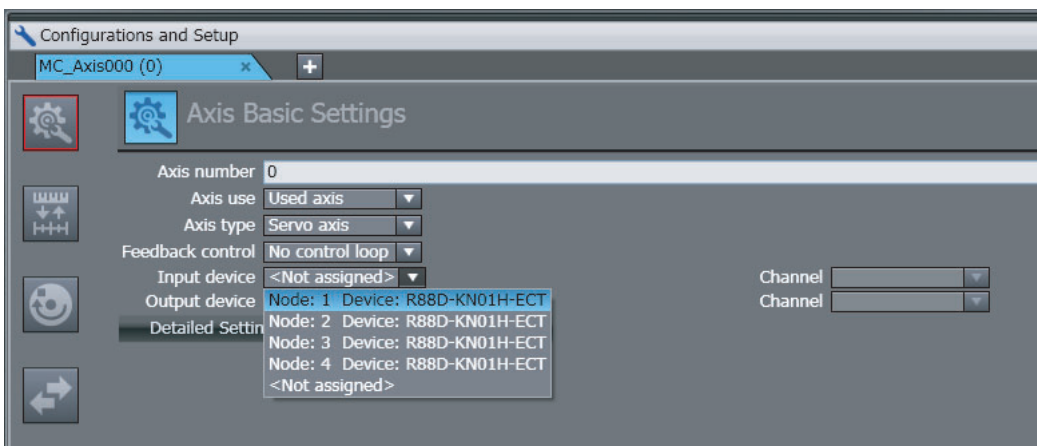 Configurations and Setup
MC_Axis000 (0) ×
+
Axis Basic Settings
Axis number 0
Axis use Used axis
Axis type Servo axis
Feedback control No control loop
Input device <Not assigned> Channel
Output device Node: 1 Device: R88D-KN01H-ECT Channel
Detailed Settin Node: 2 Device: R88D-KN01H-ECT
Node: 3 Device: R88D-KN01H-ECT
Node: 4 Device: R88D-KN01H-ECT
<Not assigned>